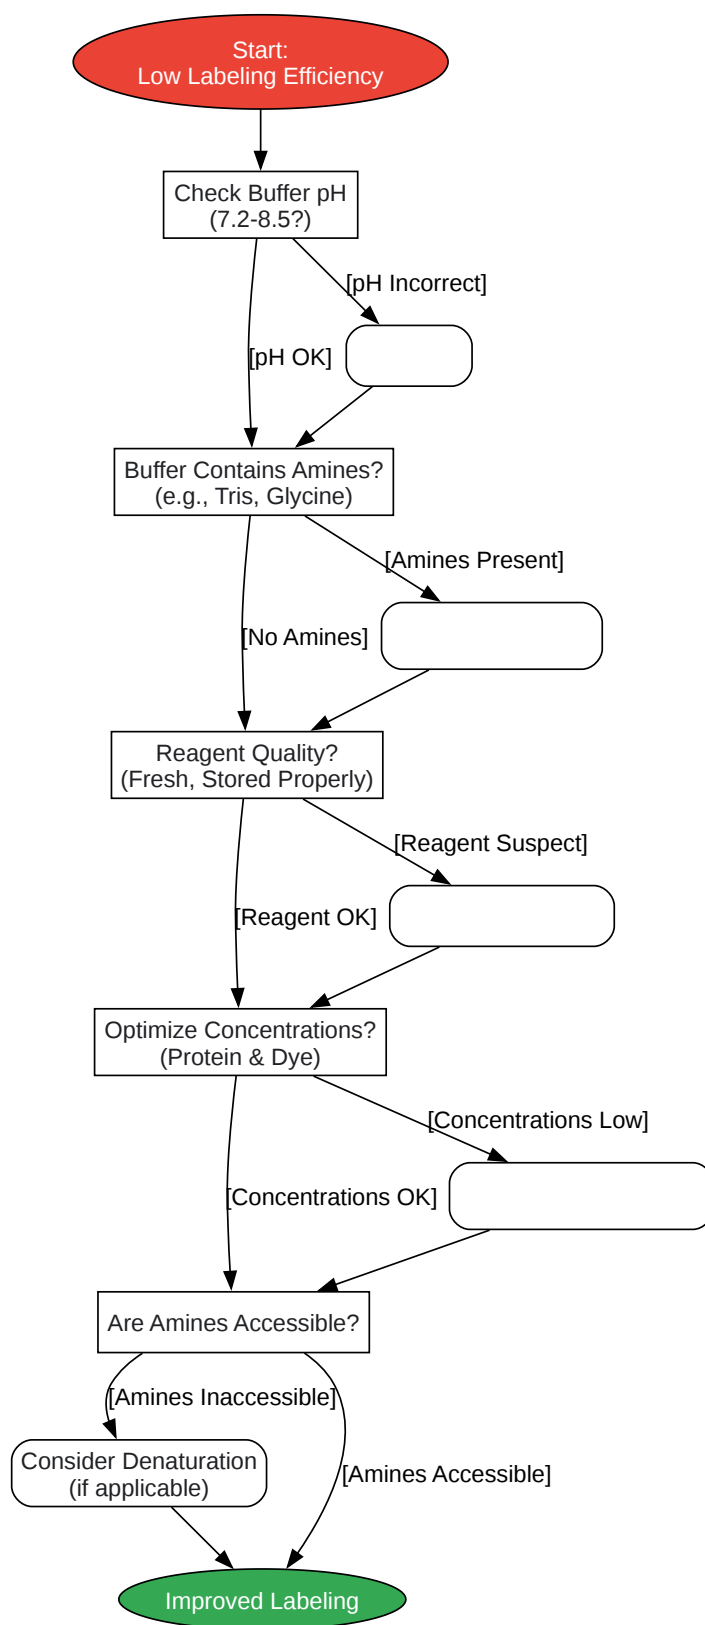 Start:
Low Labeling Efficiency
Check Buffer pH
(7.2-8.5?)
[pH Incorrect]
[pH OK]
Buffer Contains Amines?
(e.g., Tris, Glycine)
[Amines Present]
[No Amines]
Reagent Quality?
(Fresh, Stored Properly)
[Reagent Suspect]
[Reagent OK]
Optimize Concentrations?
(Protein & Dye)
[Concentrations Low]
[Concentrations OK]
Are Amines Accessible?
[Amines Inaccessible]
Consider Denaturation
(if applicable)
[Amines Accessible]
Improved Labeling